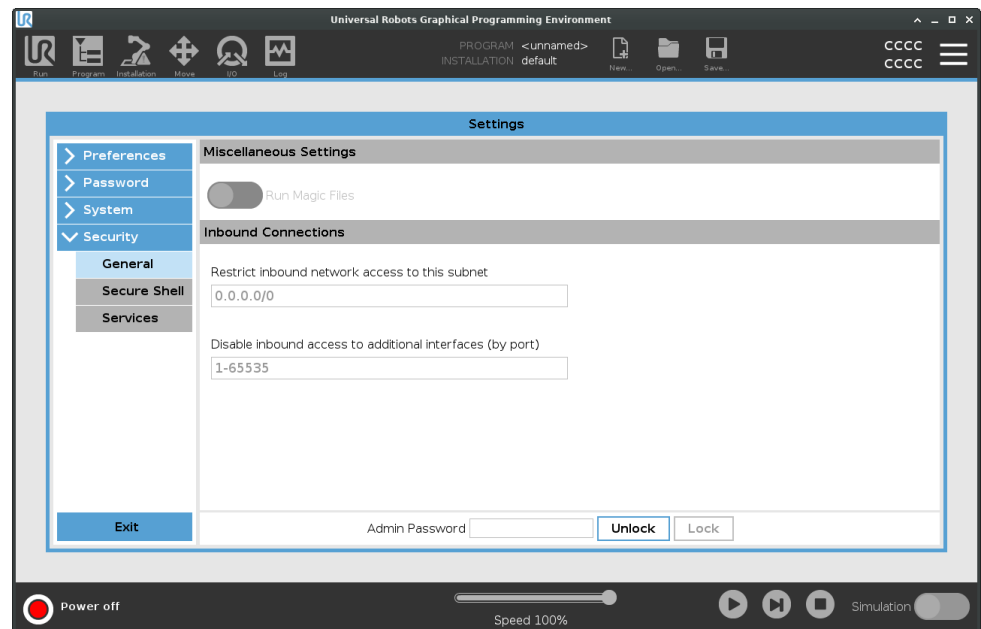 UR
Universal Robots Graphical Programming Environment
UR
PROGRAM <unnamed>
INSTALLATION default
CCCC
CCCC
Run Program Installation Move I/O Log New... Open... Save...
Settings
Preferences
Password
System
Security
General
Secure Shell
Services
Exit
Miscellaneous Settings
Run Magic Files
Inbound Connections
Restrict inbound network access to this subnet
0.0.0.0/0
Disable inbound access to additional interfaces (by port)
1-65535
Admin Password Unlock Lock
Power off
Speed 100%
Simulation